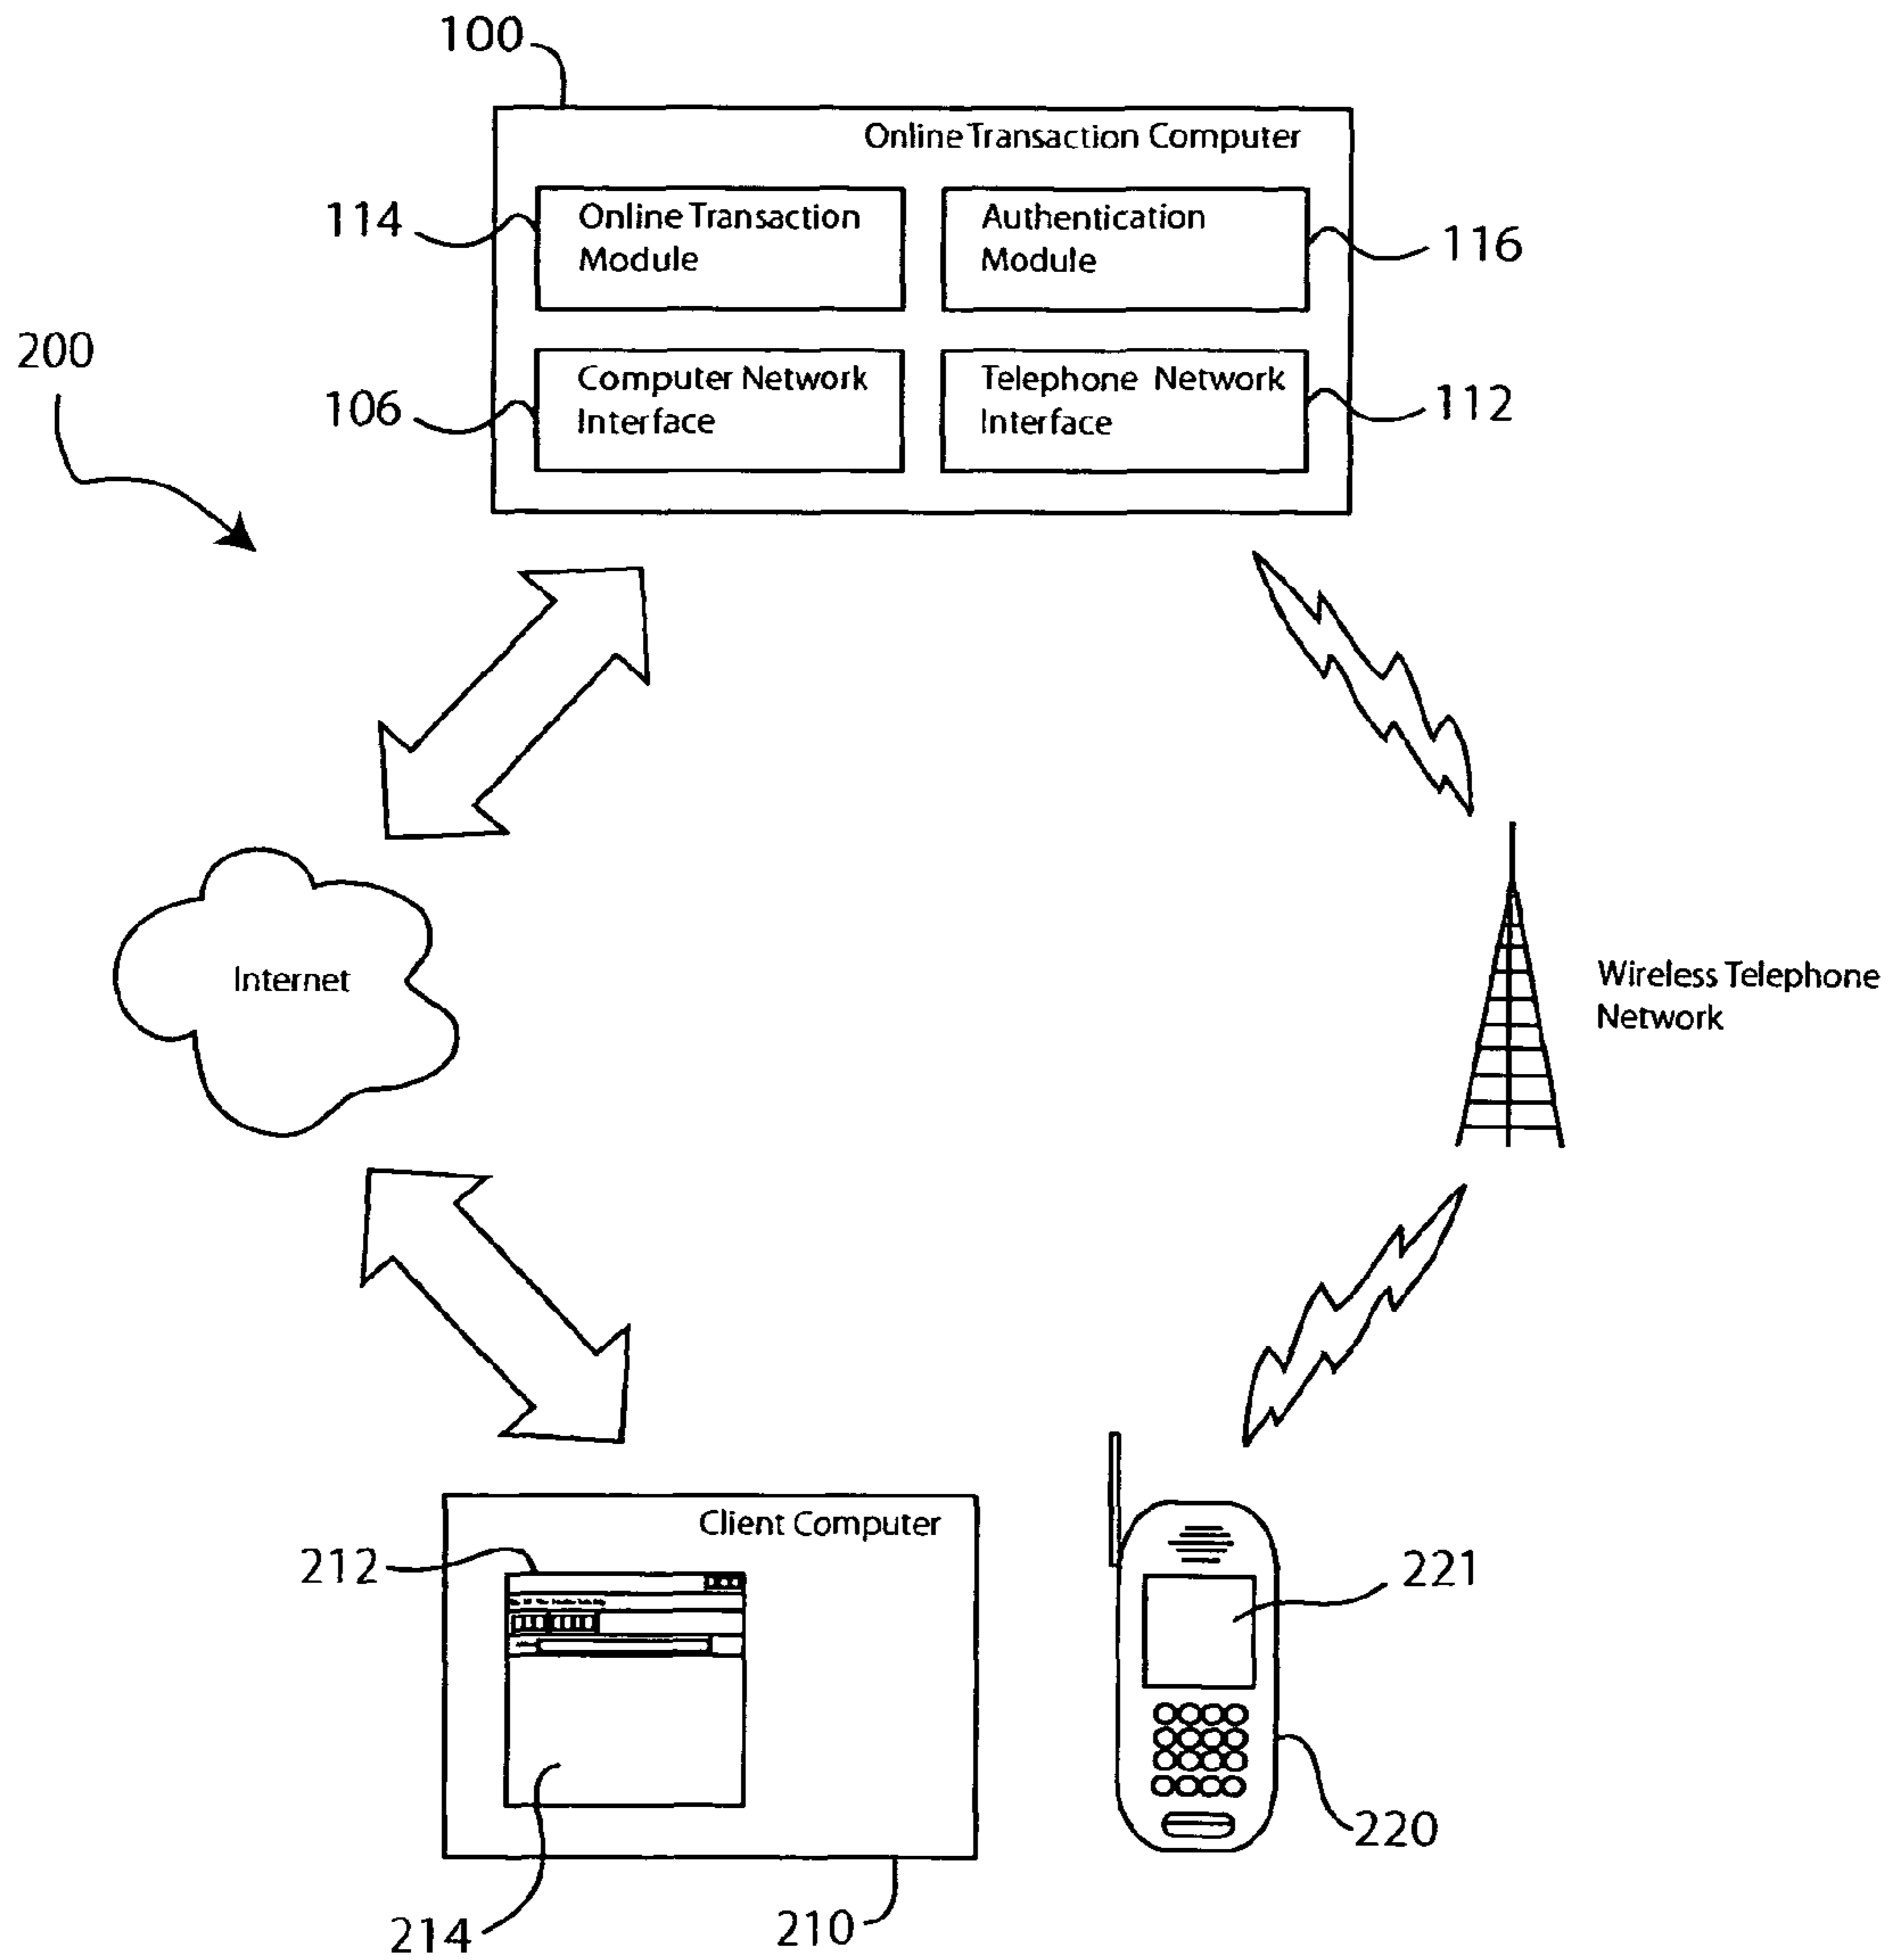 100
Online Transaction Computer
114
Online Transaction
Module
Authentication
Module
116
200
106
Computer Network
Interface
Telephone Network
Interface
112
Internet
Wireless Telephone
Network
Client Computer
212
221
220
214
210